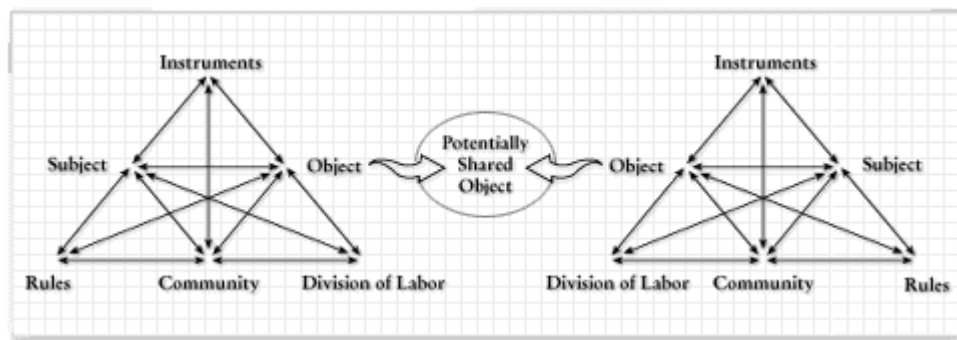 Instruments
Instruments
Subject
Object
Potentially
Shared
Object
Object
Subject
Rules
Community
Division of Labor
Division of Labor
Community
Rules